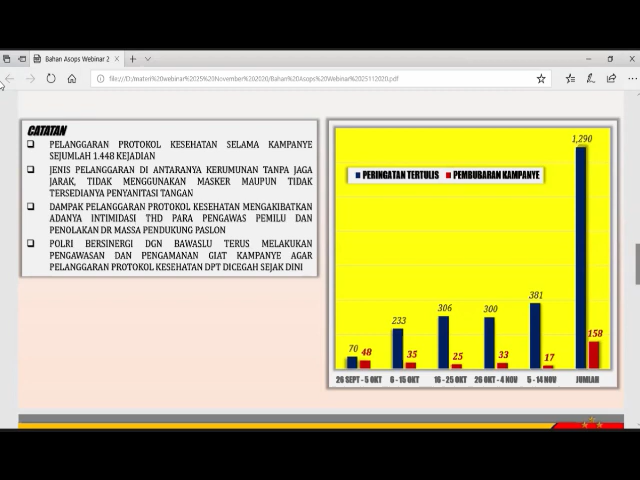 Bahan Asops Webinar 2
file:///D:/materi%20webinar%2025%20November%202020/Bahan%20Asops%20Webinar%2025112020.pdf
CATATAN
PELANGGARAN PROTOKOL KESEHATAN SELAMA KAMPANYE
SEJUMLAH 1.448 KEJADIAN
JENIS PELANGGARAN DI ANTARANYA KERUMUNAN TANPA JAGA
JARAK, TIDAK MENGGUNAKAN MASKER MAUPUN TIDAK
TERSEDIANYA PENYANITASI TANGAN
DAMPAK PELANGGARAN PROTOKOL KESEHATAN MENGAKIBATKAN
ADANYA INTIMIDASI THD PARA PENGAWAS PEMILU DAN
PENOLAKAN DR MASSA PENDUKUNG PASLON
POLRI BERSINERGI DGN BAWASLU TERUS MELAKUKAN
PENGAWASAN DAN PENGAMANAN GIAT KAMPANYE AGAR
PELANGGARAN PROTOKOL KESEHATAN DPT DICEGAH SEJAK DINI
PERINGATAN TERTULIS PEMBUBARAN KAMPANYE
70 48 233 35 306 25 300 33 381 17 1,290 158
26 SEPT - 5 OKT 6 - 15 OKT 16 - 25 OKT 26 OKT - 4 NOV 5 - 14 NOV JUMLAH